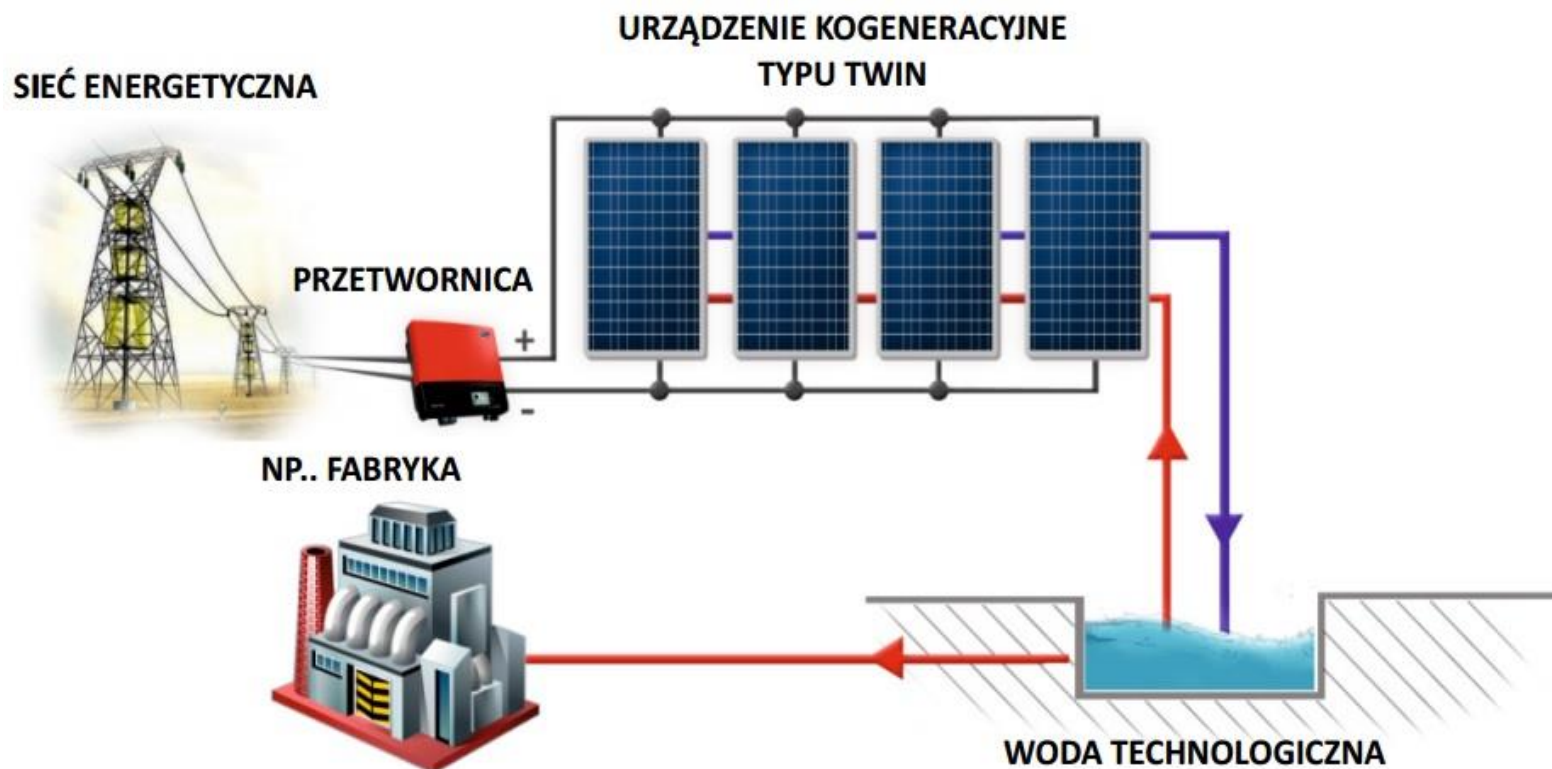 URZĄDZENIE KOGENERACYJNE
TYPU TWIN
SIEĆ ENERGETYCZNA
PRZETWORNICA
+
-
NP.. FABRYKA
WODA TECHNOLOGICZNA